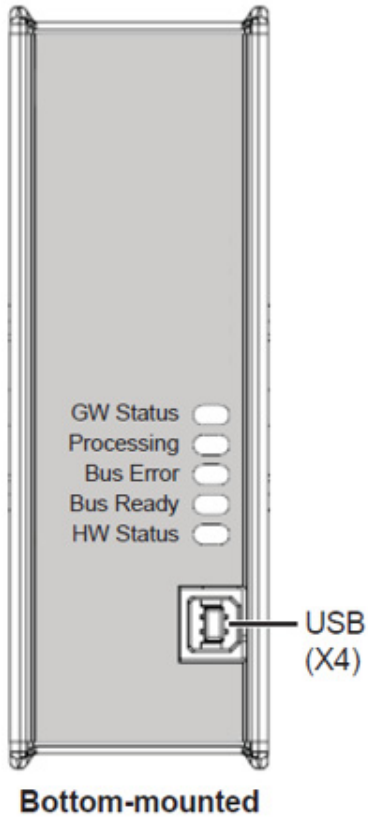 GW Status
Processing
Bus Error
Bus Ready
HW Status
USB
(X4)
Bottom-mounted